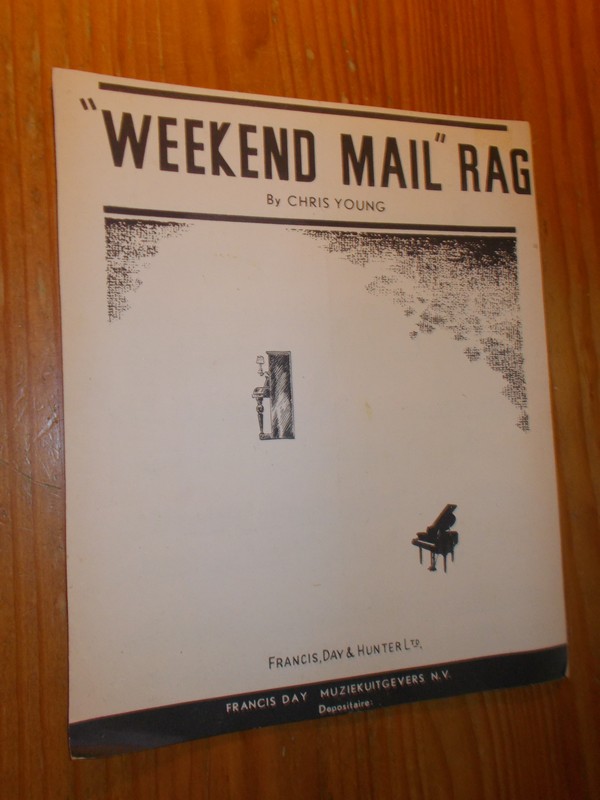 "WEEKEND MAIL" RAG
By CHRIS YOUNG
FRANCIS, DAY & HUNTER LTD.
FRANCIS DAY MUZIEKUITGEVERS N.V.
Depositaire: